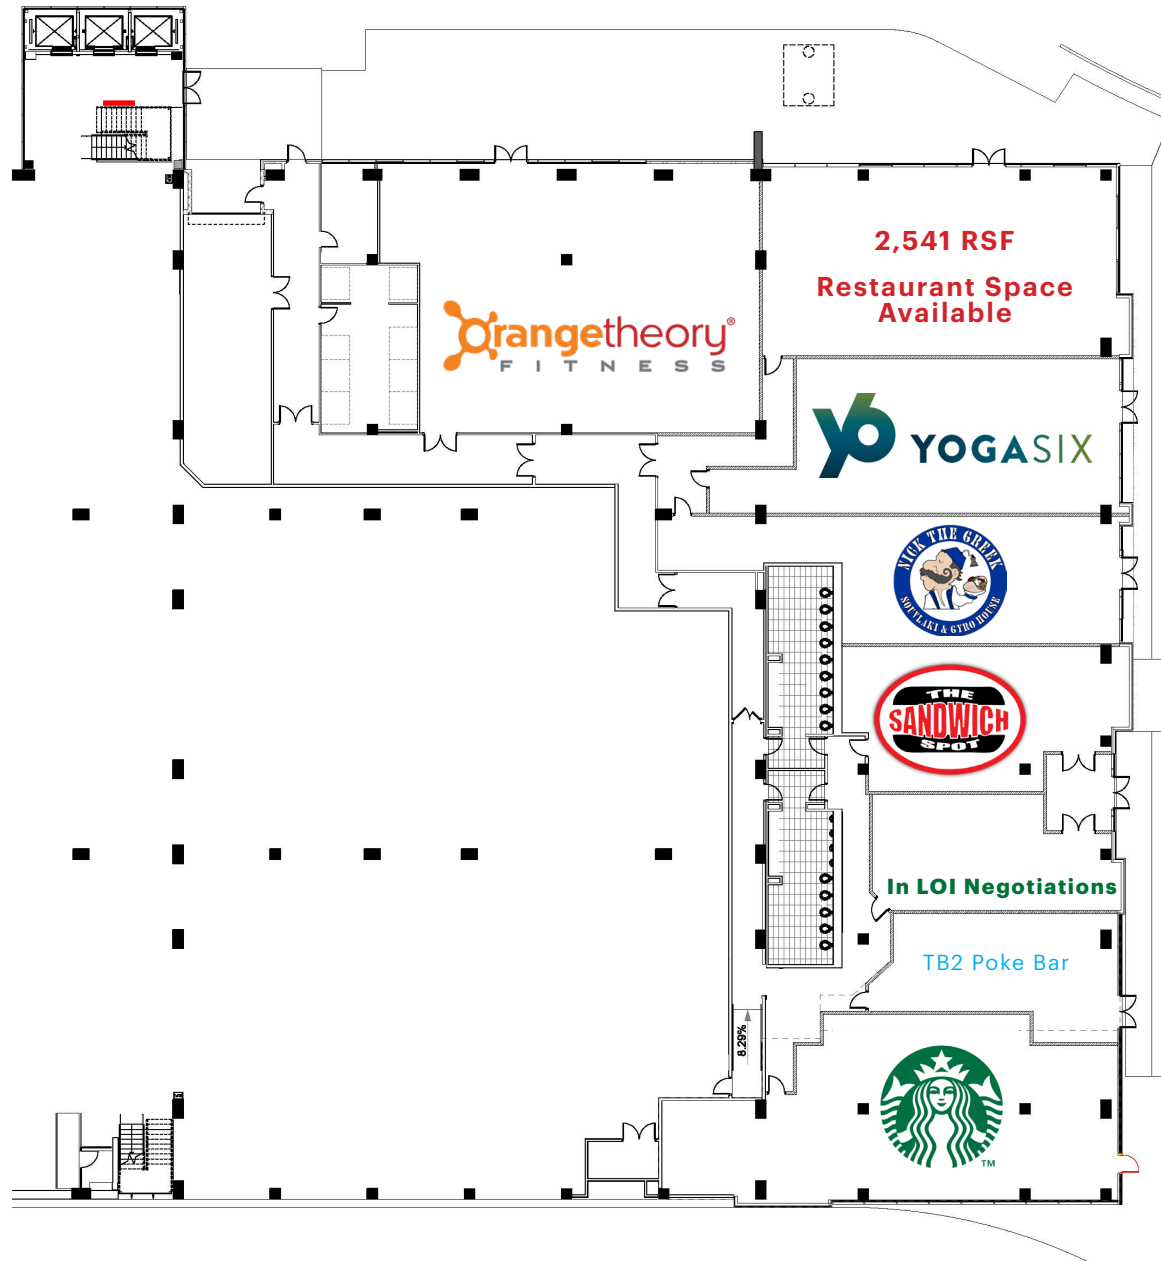 2,541 RSF
Restaurant Space
Available
orangetheory®
FITNESS
y6 YOGASIX
NICK THE GREEK
SOUVLAKI & GYRO HOUSE
THE
SANDWICH
SPOT
In LOI Negotiations
TB2 Poke Bar
8.29%
TM